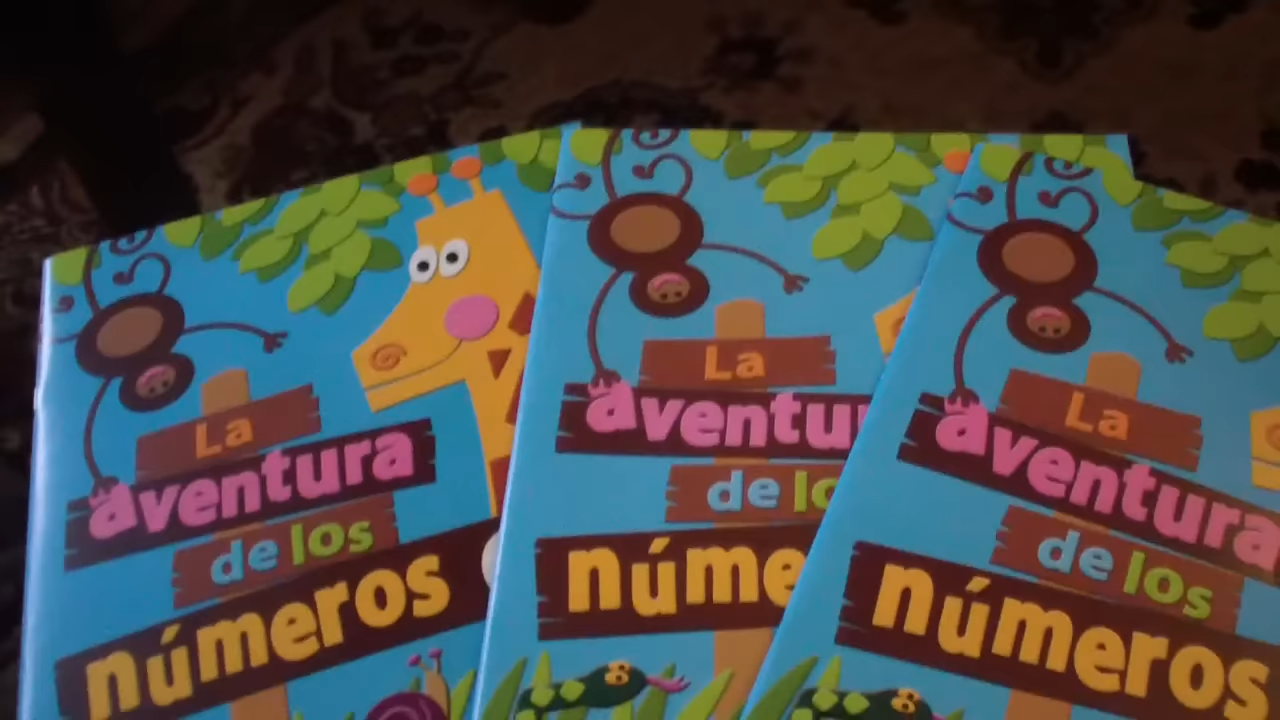 La
aventura
de los
números
La
aventu
de lo
núme
La
aventura
de los
números